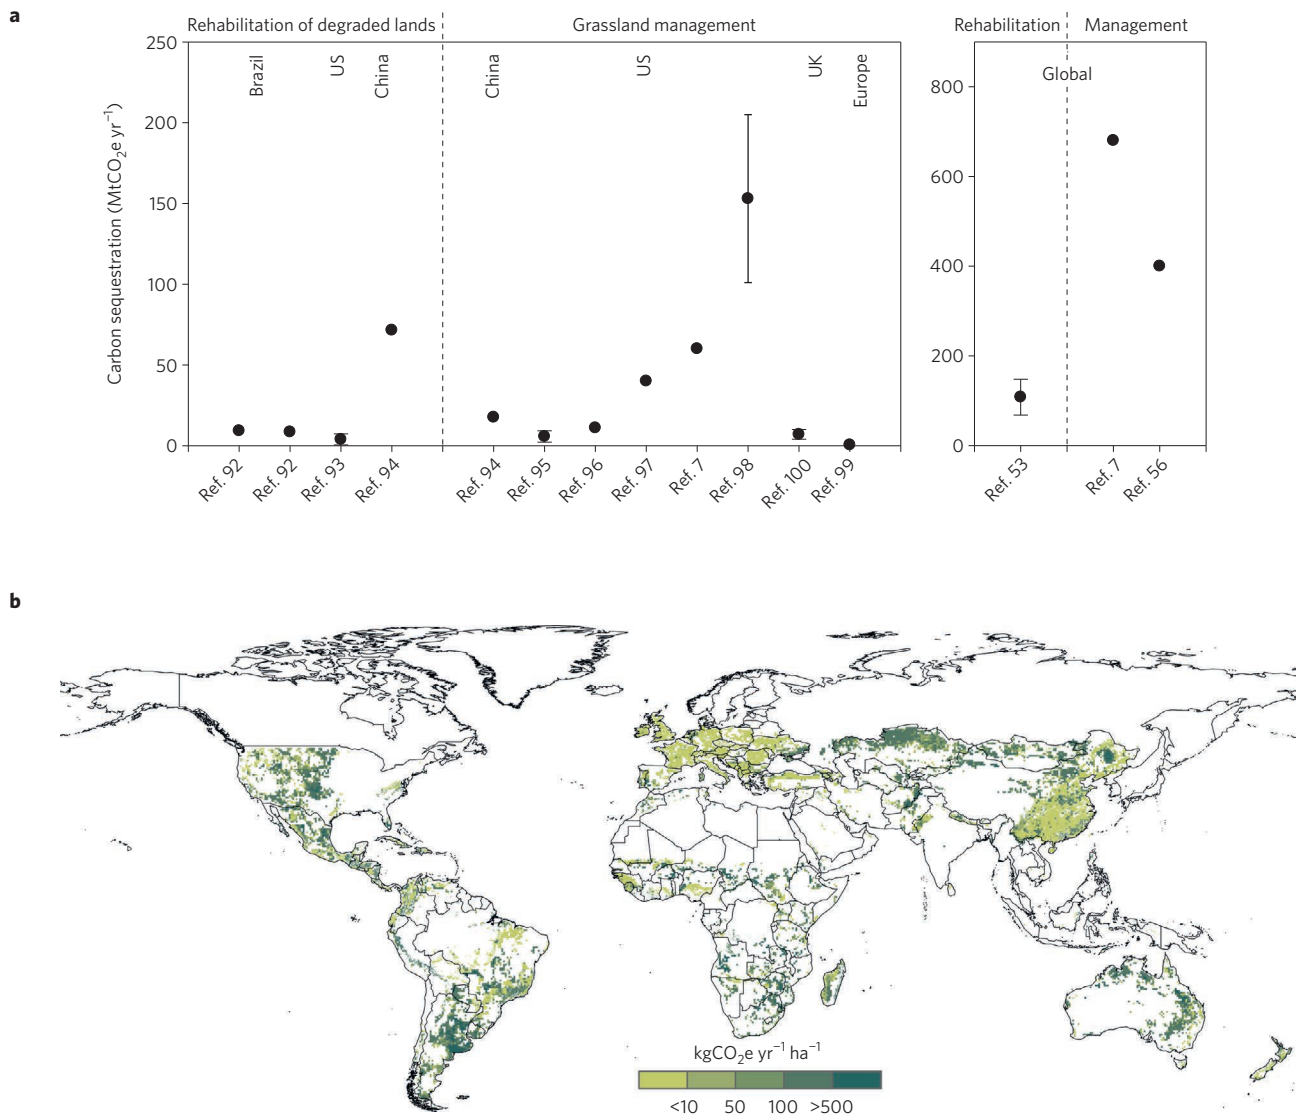 a
Rehabilitation of degraded lands
Grassland management
Brazil
US
China
China
US
UK
Europe
Carbon sequestration (MtCO₂e yr⁻¹)
250
200
150
100
50
0
Ref. 92
Ref. 92
Ref. 93
Ref. 94
Ref. 94
Ref. 95
Ref. 96
Ref. 97
Ref. 7
Ref. 98
Ref. 100
Ref. 99
Rehabilitation
Management
Global
800
600
400
200
0
Ref. 53
Ref. 7
Ref. 56
b
kgCO₂e yr⁻¹ ha⁻¹
<10 50 100 >500